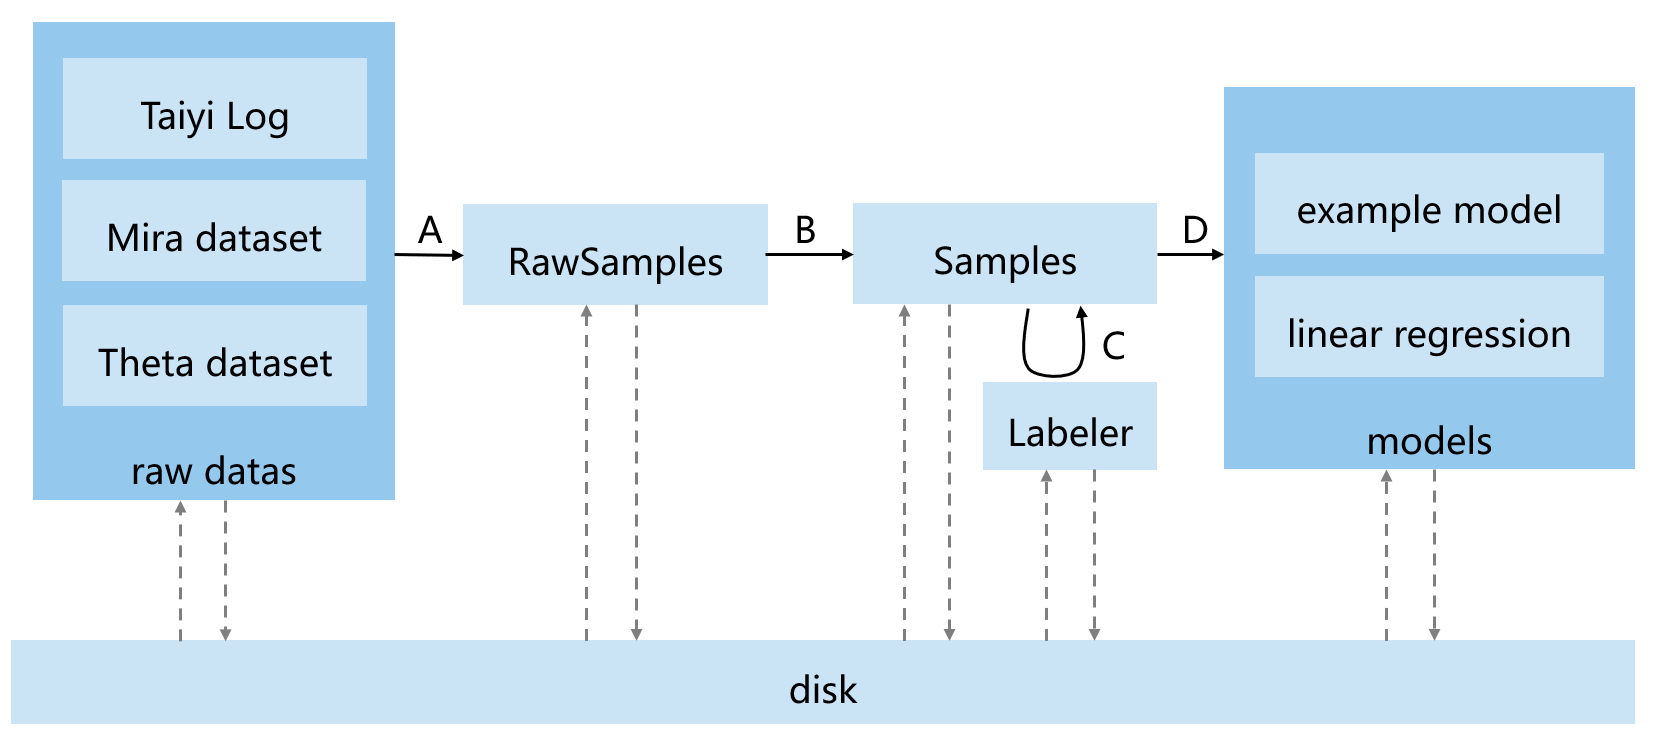 Taiyi Log
Mira dataset
Theta dataset
raw datas
A
RawSamples
B
Samples
C
Labeler
D
example model
linear regression
models
disk